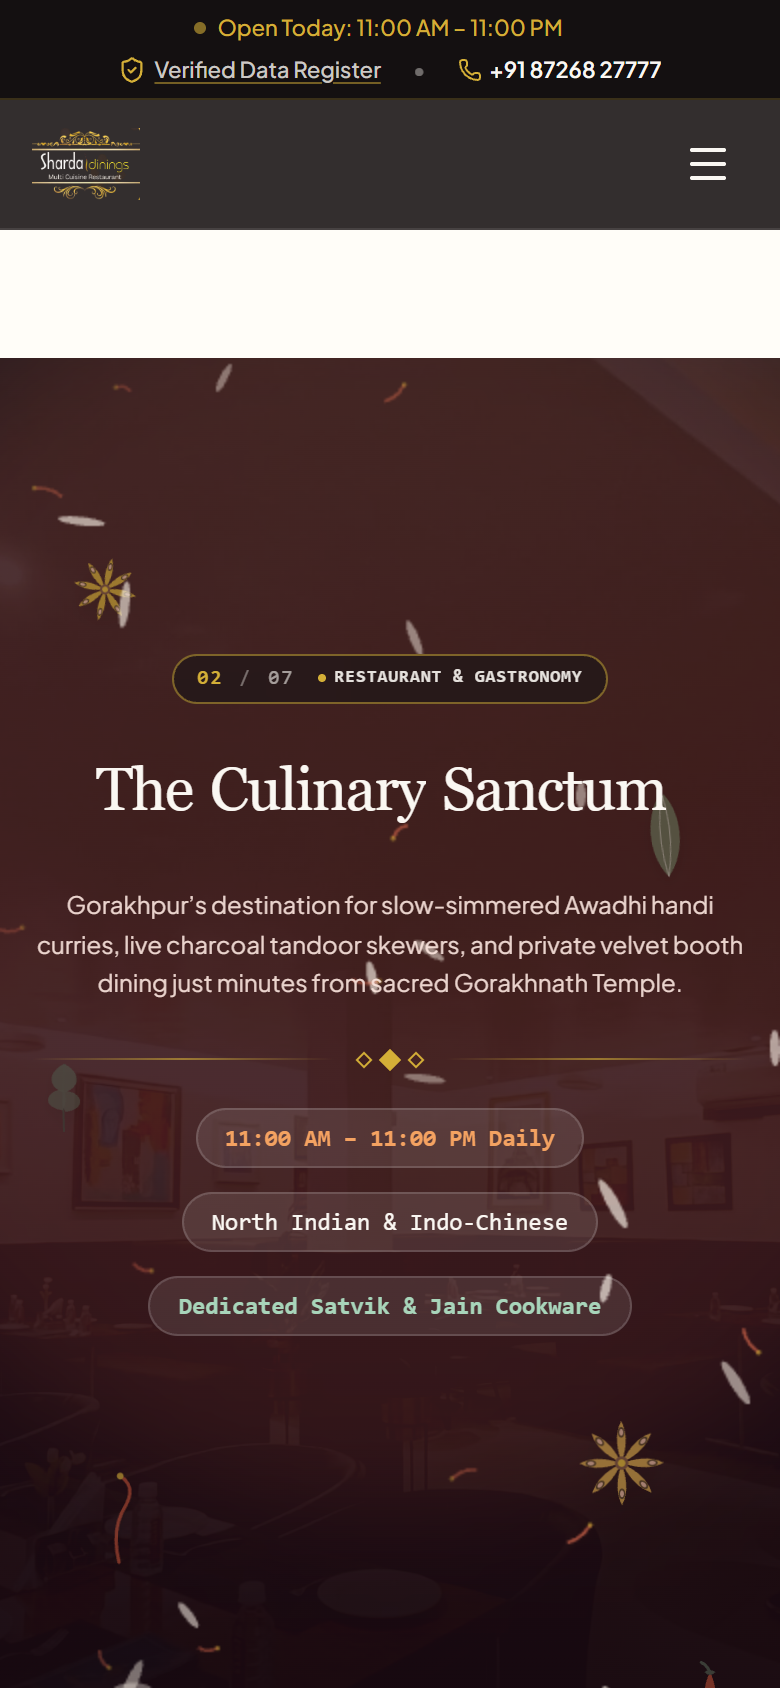 Open Today: 11:00 AM – 11:00 PM
Verified Data Register • +91 87268 27777
Sharda dinings
Multi Cuisine Restaurant
02 / 07 • RESTAURANT & GASTRONOMY
The Culinary Sanctum
Gorakhpur’s destination for slow-simmered Awadhi handi
curries, live charcoal tandoor skewers, and private velvet booth
dining just minutes from sacred Gorakhnath Temple.
11:00 AM – 11:00 PM Daily
North Indian & Indo-Chinese
Dedicated Satvik & Jain Cookware